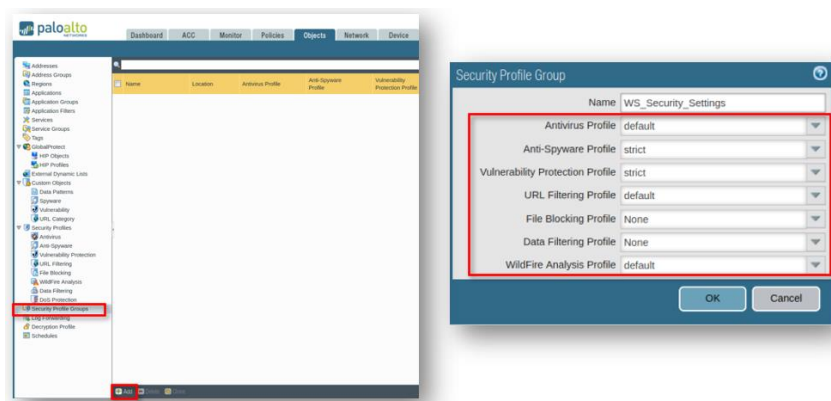 paloalto
NETWORKS
Dashboard ACC Monitor Policies Objects Network Device
Addresses
Address Groups
Regions
Applications
Application Groups
Application Filters
Services
Service Groups
Tags
GlobalProtect
HIP Objects
HIP Profiles
External Dynamic Lists
Custom Objects
Data Patterns
Spyware
Vulnerability
URL Category
Security Profiles
Antivirus
Anti-Spyware
Vulnerability Protection
URL Filtering
File Blocking
WildFire Analysis
Data Filtering
DoS Protection
Security Profile Groups
Log Forwarding
Decryption Profile
Schedules
Name Location Antivirus Profile Anti-Spyware Profile Vulnerability Protection Profile
Add Delete Clone
Security Profile Group
Name WS_Security_Settings
Antivirus Profile default
Anti-Spyware Profile strict
Vulnerability Protection Profile strict
URL Filtering Profile default
File Blocking Profile None
Data Filtering Profile None
WildFire Analysis Profile default
OK Cancel